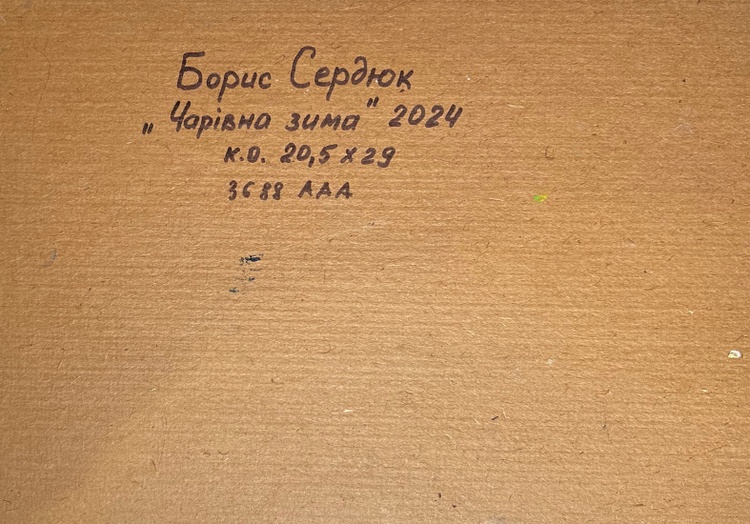 Борис Сердюк
„Чарівна зима" 2024
к.о. 20,5 х 29
3688 ААА